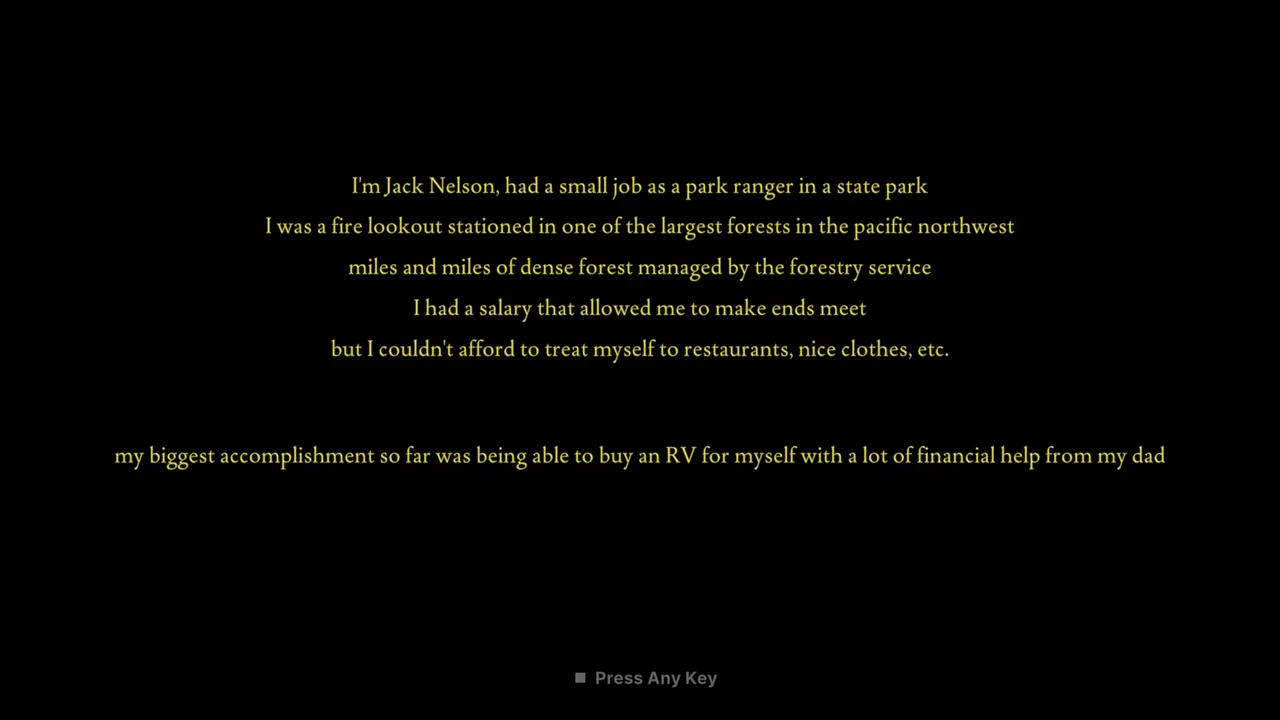 I'm Jack Nelson, had a small job as a park ranger in a state park
I was a fire lookout stationed in one of the largest forests in the pacific northwest
miles and miles of dense forest managed by the forestry service
I had a salary that allowed me to make ends meet
but I couldn't afford to treat myself to restaurants, nice clothes, etc.
my biggest accomplishment so far was being able to buy an RV for myself with a lot of financial help from my dad
Press Any Key